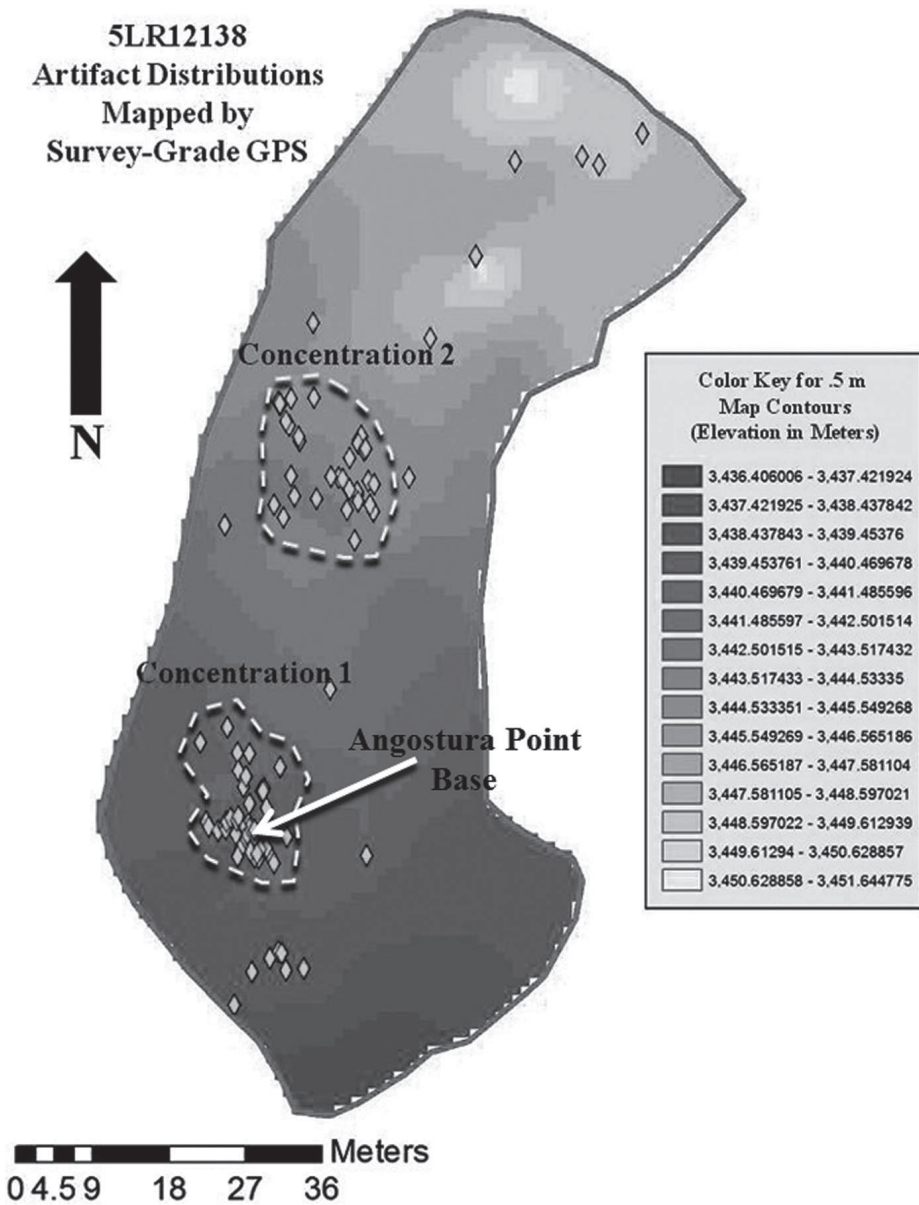 5LR12138
Artifact Distributions
Mapped by
Survey-Grade GPS
N
Concentration 2
Color Key for .5 m
Map Contours
(Elevation in Meters)
3,436.406006 - 3,437.421924
3,437.421925 - 3,438.437842
3,438.437843 - 3,439.45376
3,439.453761 - 3,440.469678
3,440.469679 - 3,441.485596
3,441.485597 - 3,442.501514
3,442.501515 - 3,443.517432
3,443.517433 - 3,444.53335
3,444.533351 - 3,445.549268
3,445.549269 - 3,446.565186
3,446.565187 - 3,447.581104
3,447.581105 - 3,448.597021
3,448.597022 - 3,449.612939
3,449.61294 - 3,450.628857
3,450.628858 - 3,451.644775
Concentration 1
Angostura Point
Base
Meters
0 4.5 9 18 27 36